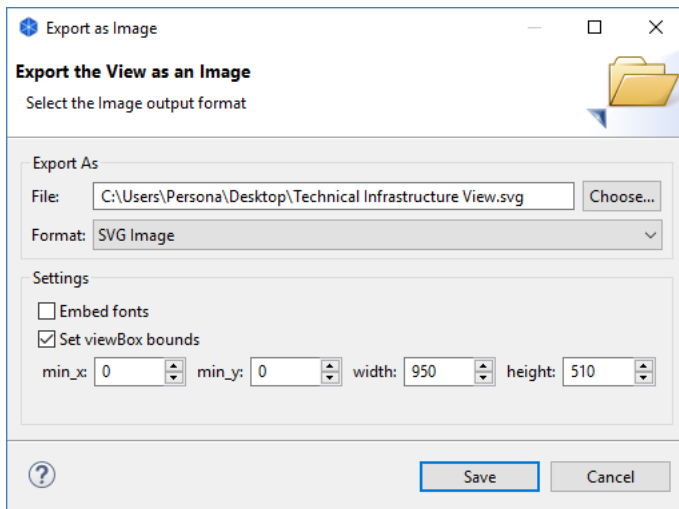 Export as Image
Export the View as an Image
Select the Image output format
Export As
File: C:\Users\Persona\Desktop\Technical Infrastructure View.svg Choose...
Format: SVG Image
Settings
Embed fonts
Set viewBox bounds
min_x: 0 min_y: 0 width: 950 height: 510
? Save Cancel